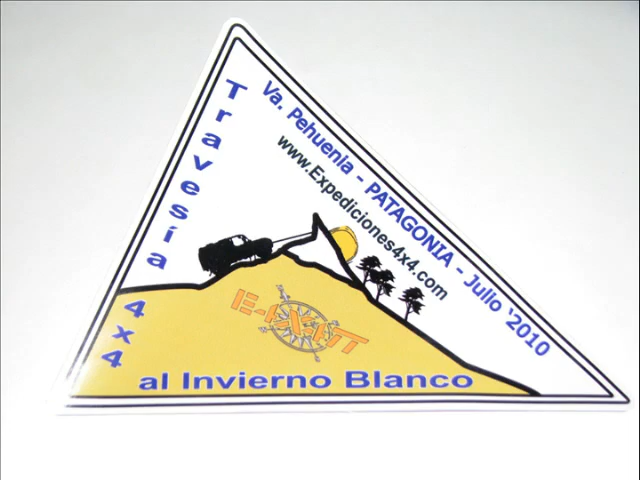 Travesía 4x4
al Invierno Blanco
Va. Pehuenia - PATAGONIA - Julio '2010
www.Expediciones4x4.com